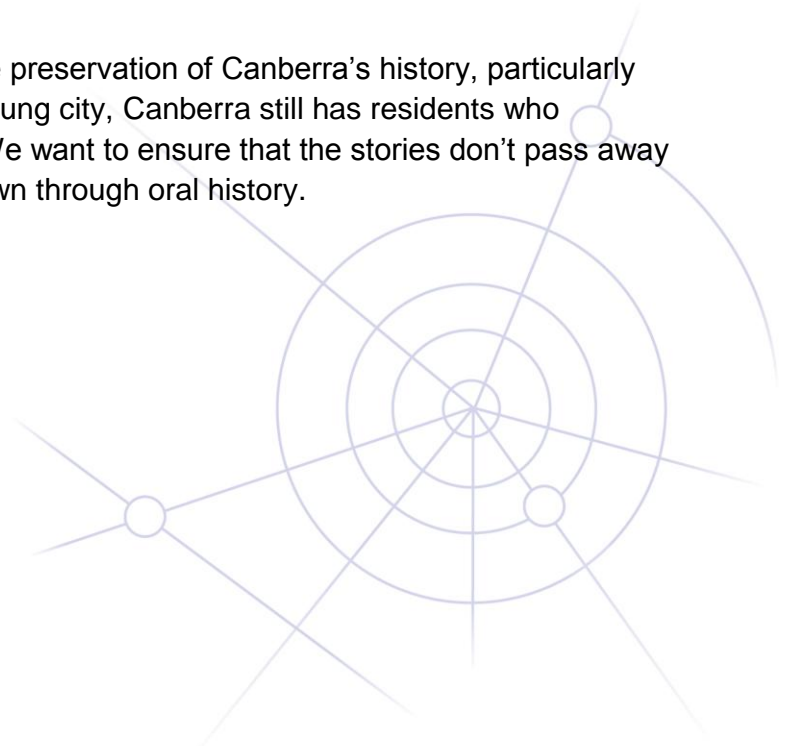 preservation of Canberra’s history, particularly
ung city, Canberra still has residents who
e want to ensure that the stories don’t pass away
wn through oral history.